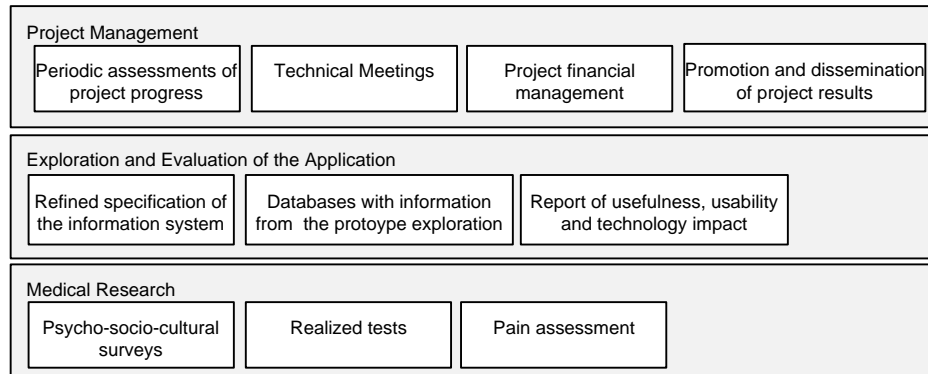 Project Management
Periodic assessments of
project progress
Technical Meetings
Project financial
management
Promotion and dissemination
of project results
Exploration and Evaluation of the Application
Refined specification of
the information system
Databases with information
from the protoype exploration
Report of usefulness, usability
and technology impact
Medical Research
Psycho-socio-cultural
surveys
Realized tests
Pain assessment